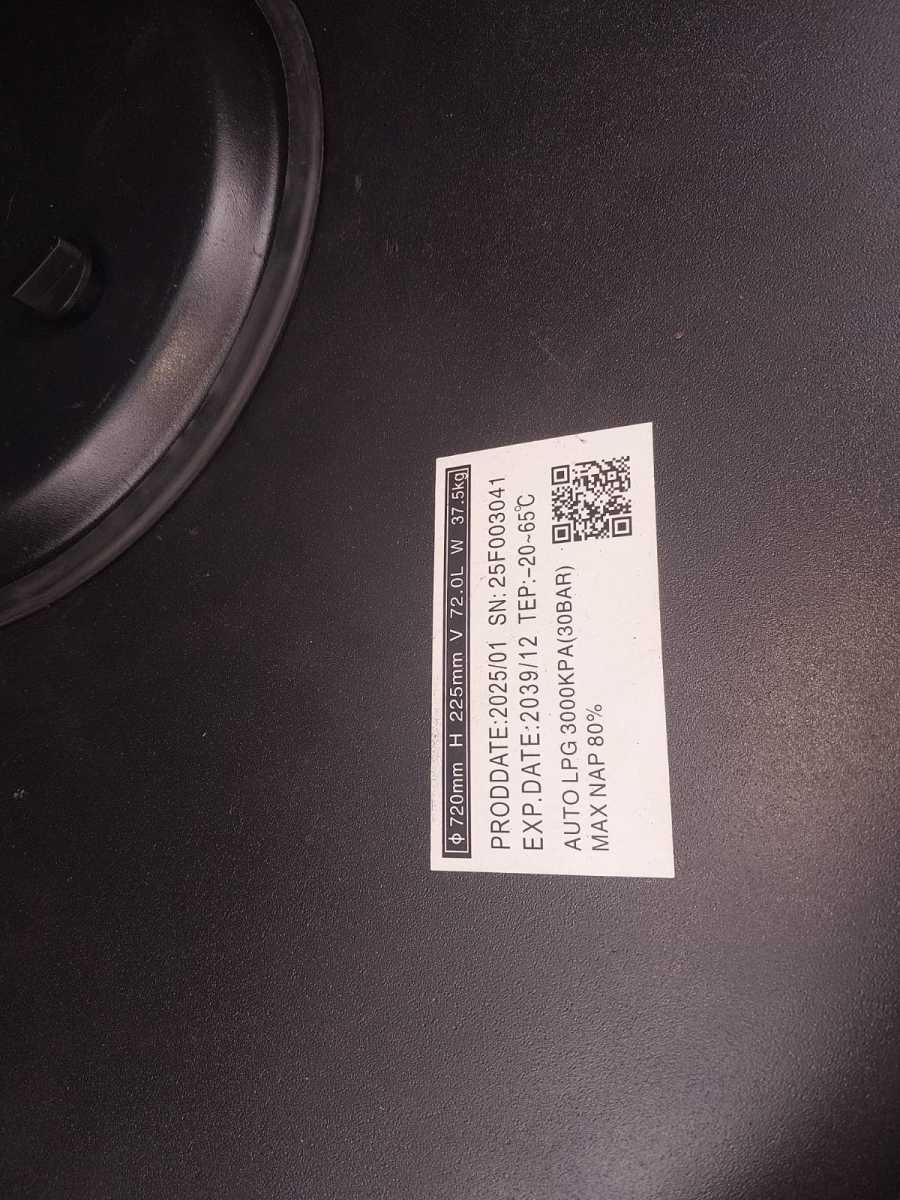 ф 720mm H 225mm V 72.0L W 37.5kg
PRODDATE:2025/01 SN: 25F003041
EXP.DATE:2039/12 TEP:-20~65℃
AUTO LPG 3000KPA(30BAR)
MAX NAP 80%